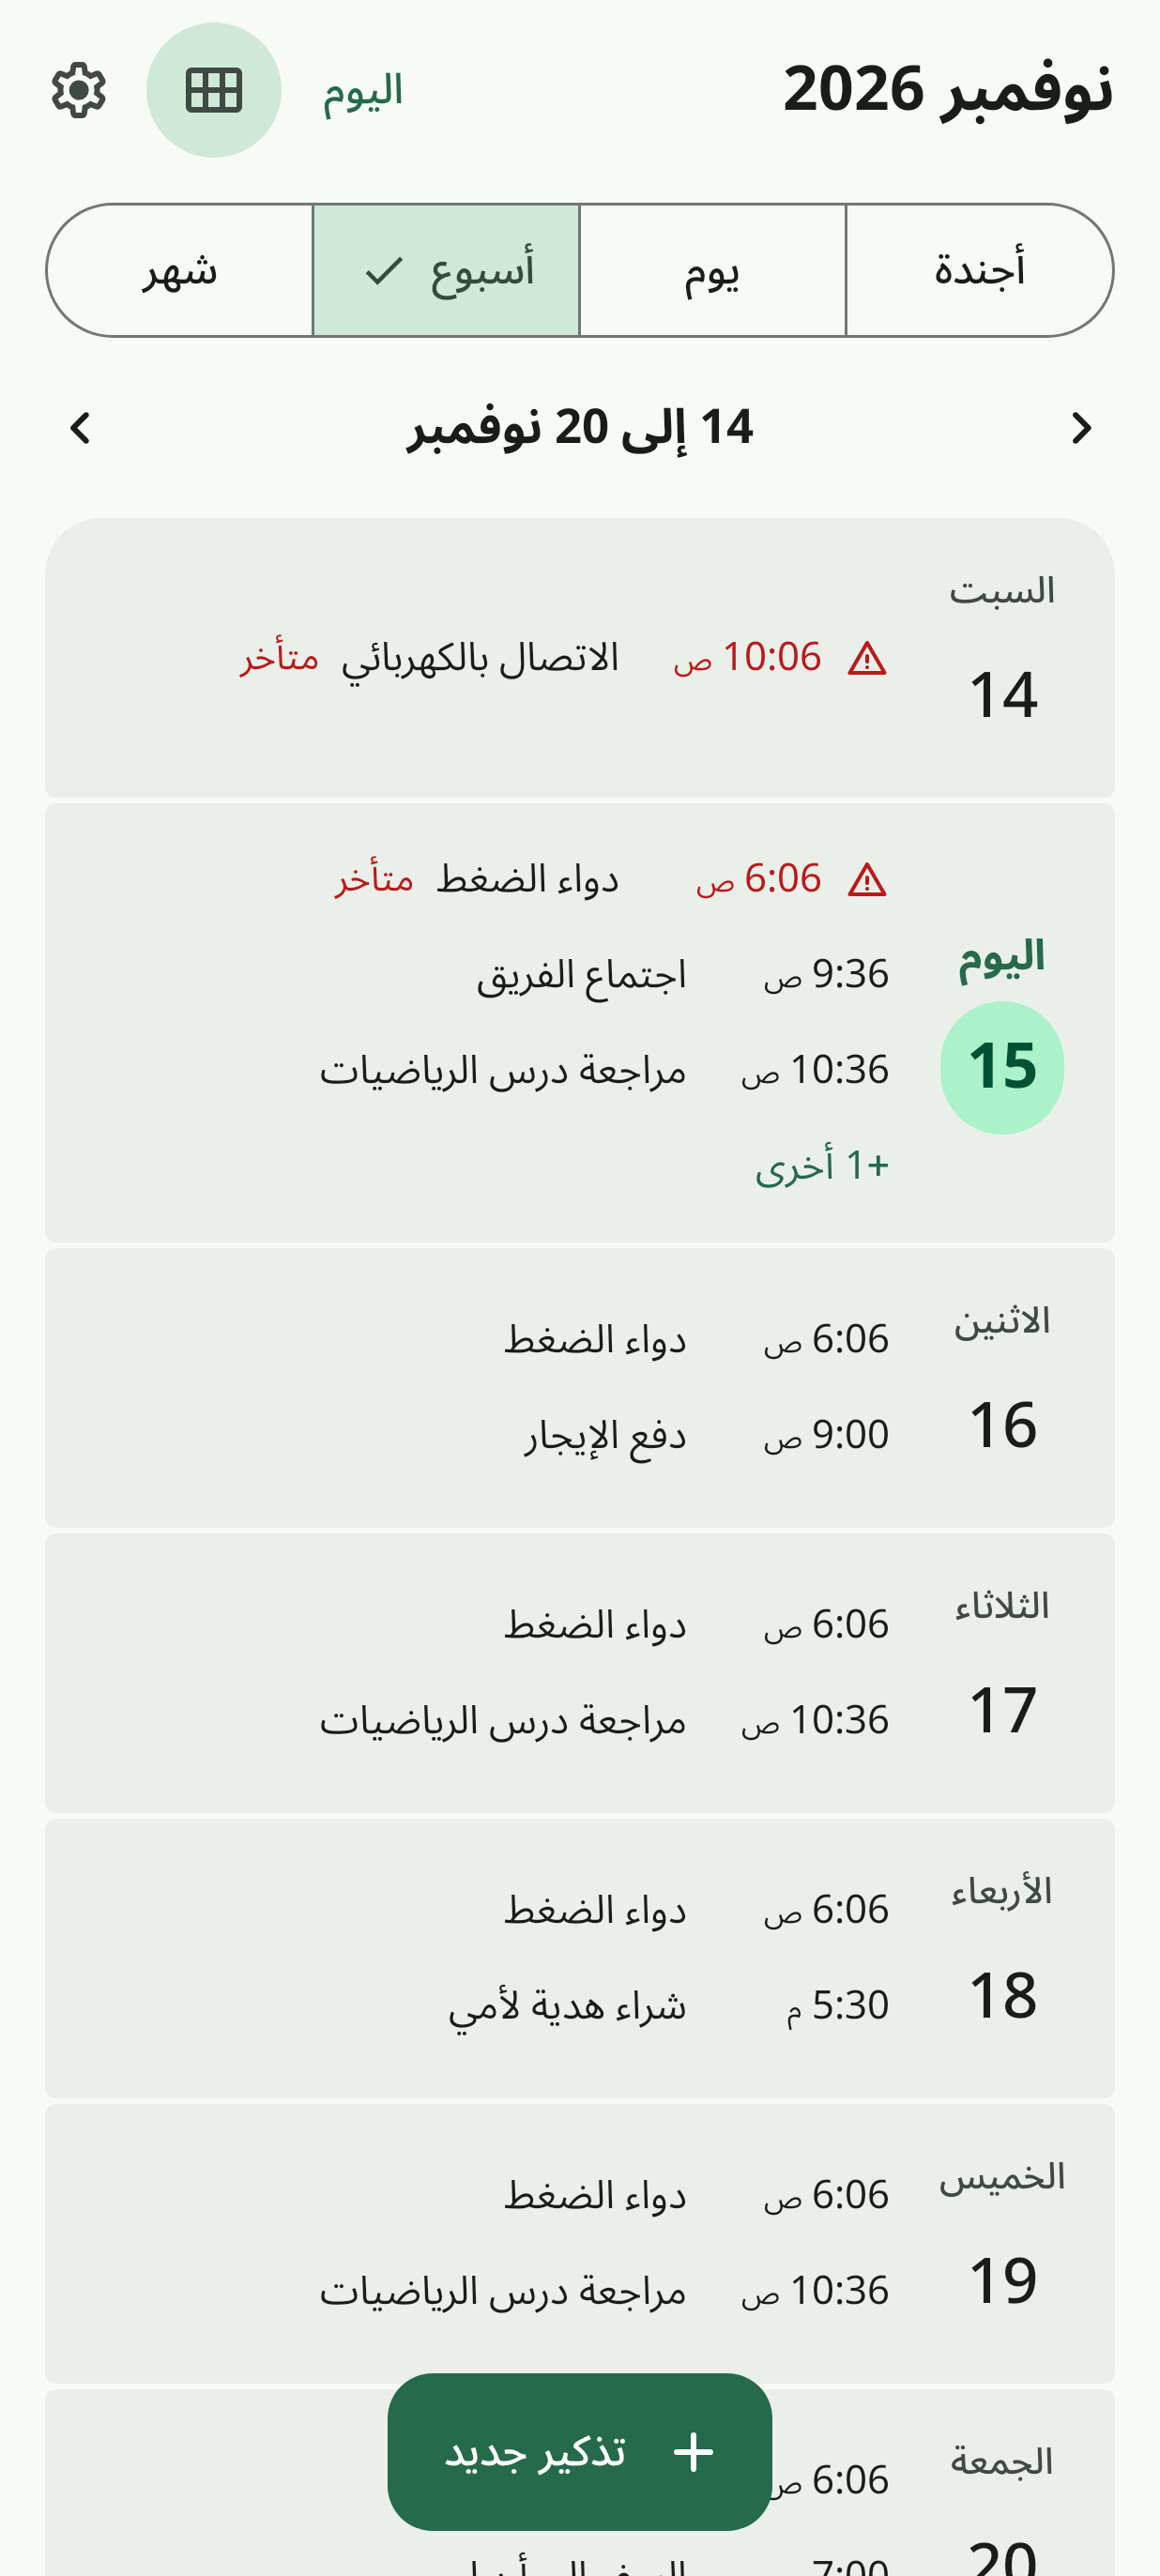 نوفمبر 2026
اليوم
أجندة
يوم
أسبوع
شهر
14 إلى 20 نوفمبر
السبت
14
10:06 ص الاتصال بالكهربائي متأخر
6:06 ص دواء الضغط متأخر
اليوم
15
9:36 ص اجتماع الفريق
10:36 ص مراجعة درس الرياضيات
+1 أخرى
الاثنين
16
6:06 ص دواء الضغط
9:00 ص دفع الإيجار
الثلاثاء
17
6:06 ص دواء الضغط
10:36 ص مراجعة درس الرياضيات
الأربعاء
18
6:06 ص دواء الضغط
5:30 م شراء هدية لأمي
الخميس
19
6:06 ص دواء الضغط
10:36 ص مراجعة درس الرياضيات
الجمعة
20
6:06 ص
تذكير جديد
7:00